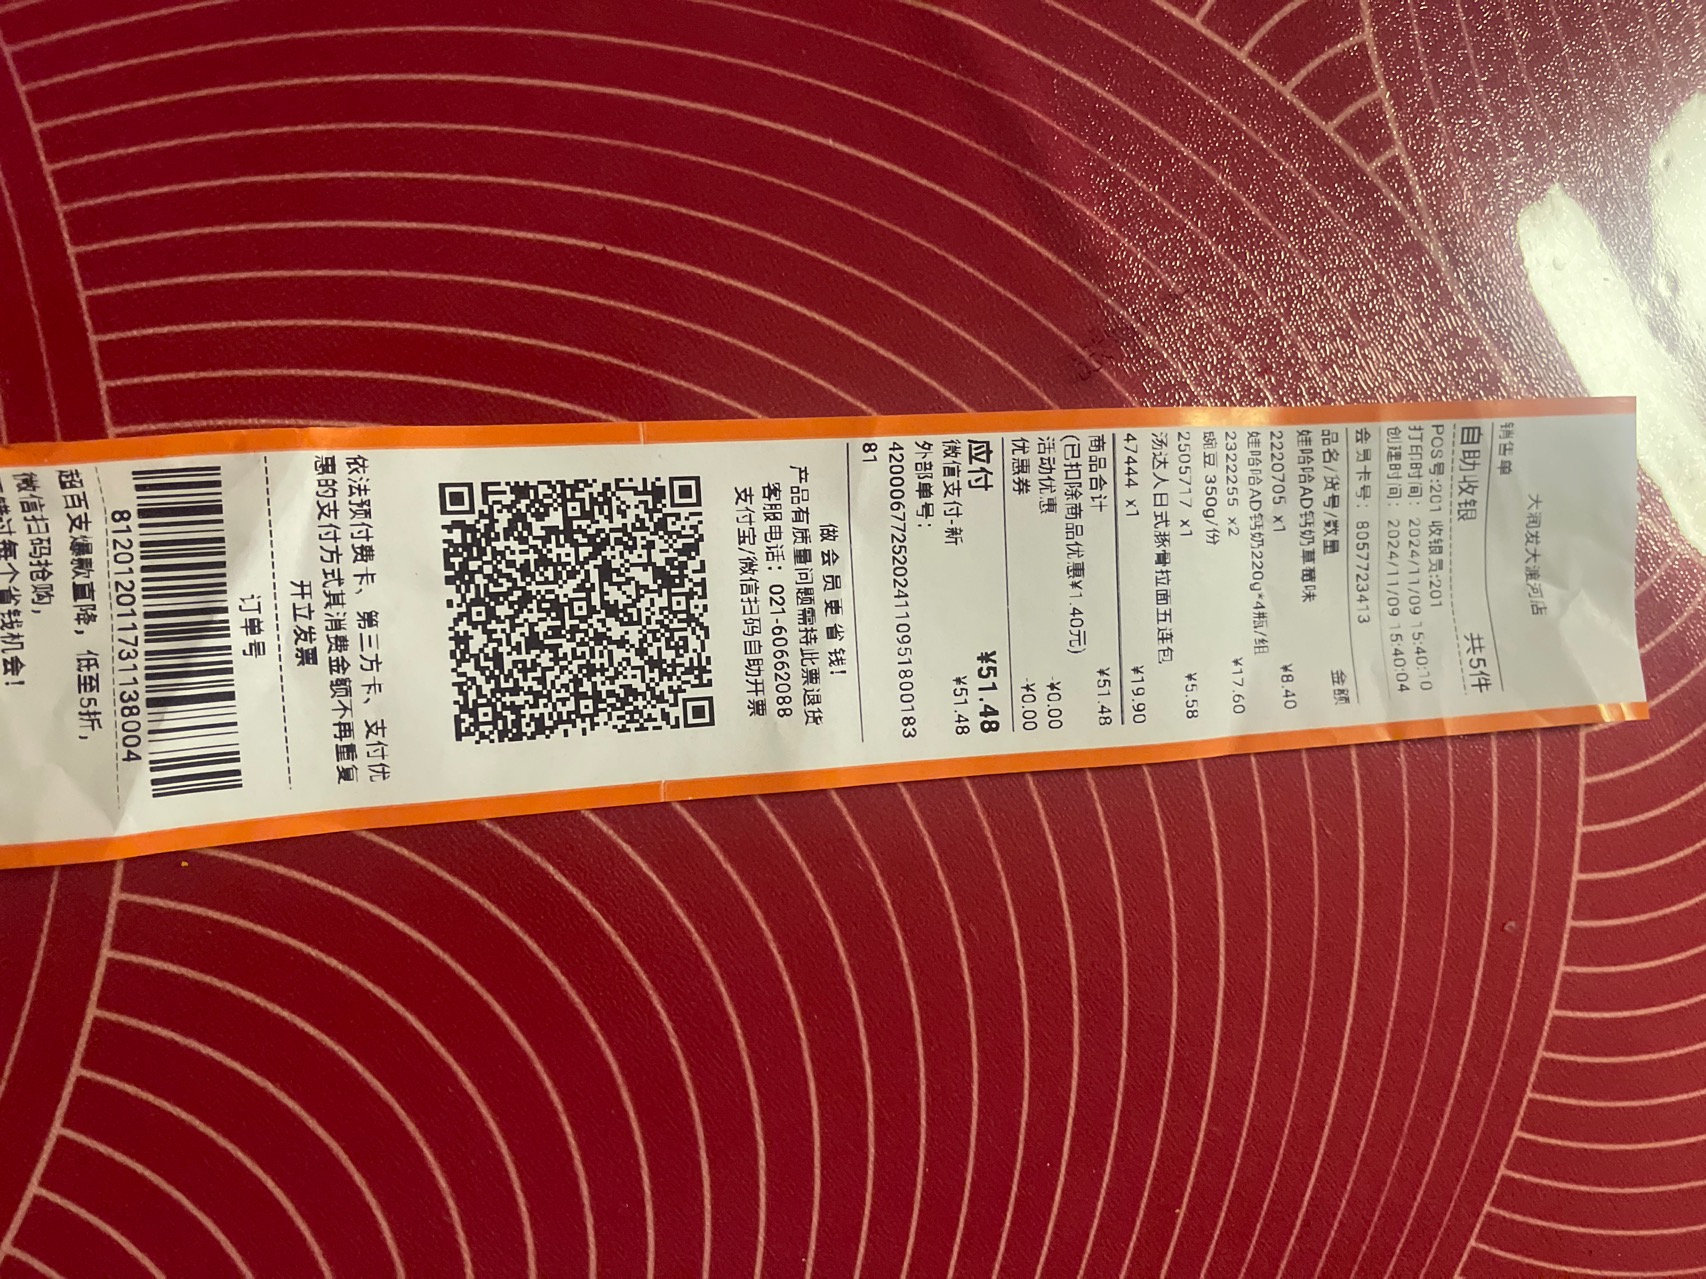 大润发大渡河店
销售单
自助收银 共5件
POS号:201 收银员:201
打印时间: 2024/11/09 15:40:10
创建时间: 2024/11/09 15:40:04
会员卡号: 8057723413
品名/货号/数量 金额
娃哈哈AD钙奶草莓味
2220705 x1 ¥8.40
娃哈哈AD钙奶220g*4瓶/组
2322255 x2 ¥17.60
豌豆 350g/份
2505717 x1 ¥5.58
汤达人日式豚骨拉面五连包
47444 x1 ¥19.90
商品合计 ¥51.48
(已扣除商品优惠¥1.40元)
活动优惠 -¥0.00
优惠券 -¥0.00
应付 ¥51.48
微信支付-新 ¥51.48
外部单号:
42000677252024110951800183
81
做会员更省钱!
产品有质量问题需持此票退货
客服电话: 021-60662088
支付宝/微信扫码自助开票
依法预付费卡、第三方卡、支付优
惠的支付方式其消费金额不再重复
开立发票
订单号
812012011731138004
超百支爆款直降, 低至5折,
微信扫码抢购,
错过每个省钱机会!